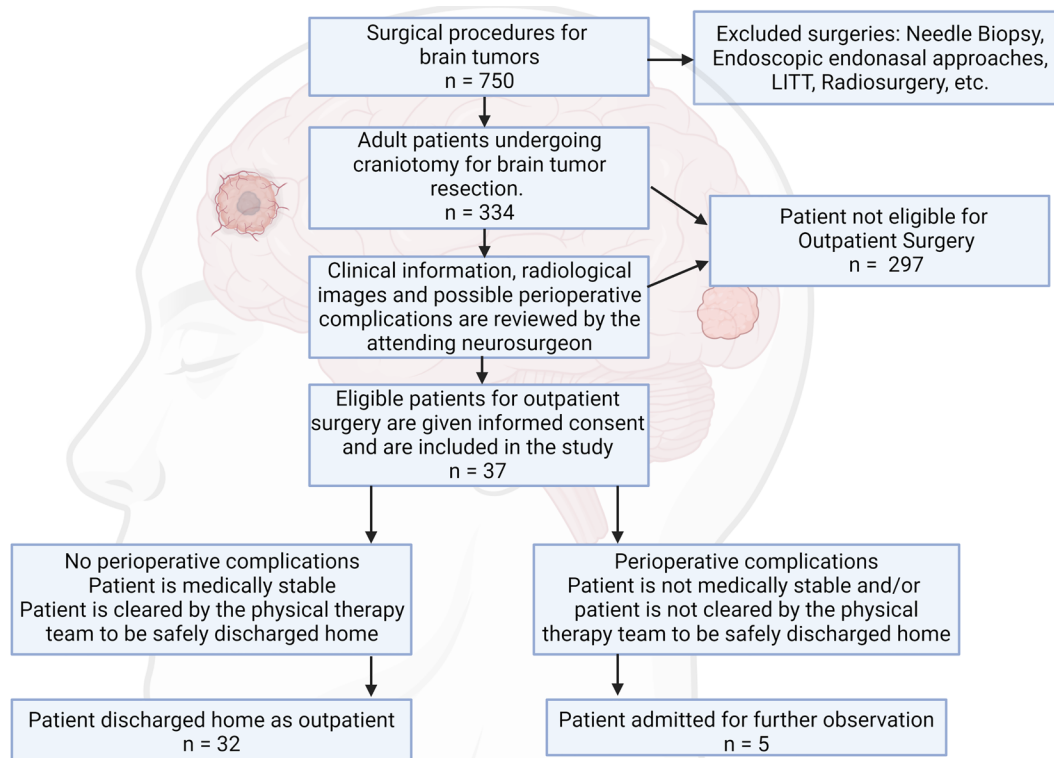 Surgical procedures for
brain tumors
n = 750
Excluded surgeries: Needle Biopsy,
Endoscopic endonasal approaches,
LITT, Radiosurgery, etc.
Adult patients undergoing
craniotomy for brain tumor
resection.
n = 334
Patient not eligible for
Outpatient Surgery
n = 297
Clinical information, radiological
images and possible perioperative
complications are reviewed by the
attending neurosurgeon
Eligible patients for outpatient
surgery are given informed consent
and are included in the study
n = 37
No perioperative complications
Patient is medically stable
Patient is cleared by the physical therapy
team to be safely discharged home
Perioperative complications
Patient is not medically stable and/or
patient is not cleared by the physical
therapy team to be safely discharged home
Patient discharged home as outpatient
n = 32
Patient admitted for further observation
n = 5